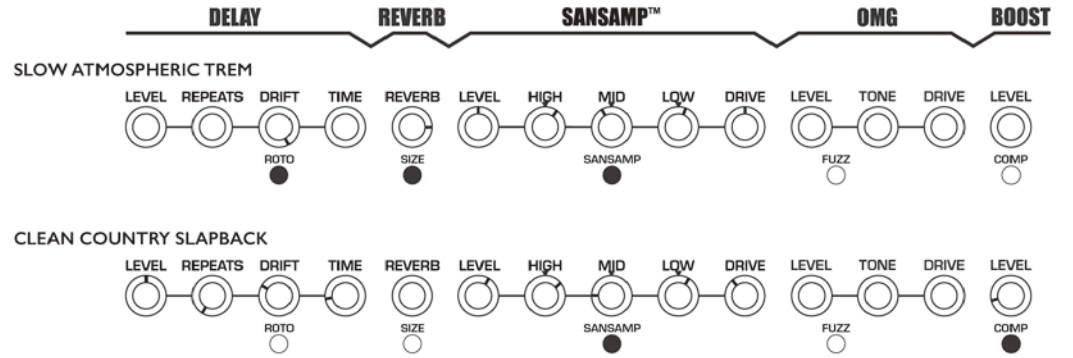 DELAY REVERB SANSAMP™ OMG BOOST
SLOW ATMOSPHERIC TREM
LEVEL REPEATS DRIFT TIME REVERB LEVEL HIGH MID LOW DRIVE LEVEL TONE DRIVE LEVEL
ROTO SIZE SANSAMP FUZZ COMP
CLEAN COUNTRY SLAPBACK
LEVEL REPEATS DRIFT TIME REVERB LEVEL HIGH MID LOW DRIVE LEVEL TONE DRIVE LEVEL
ROTO SIZE SANSAMP FUZZ COMP